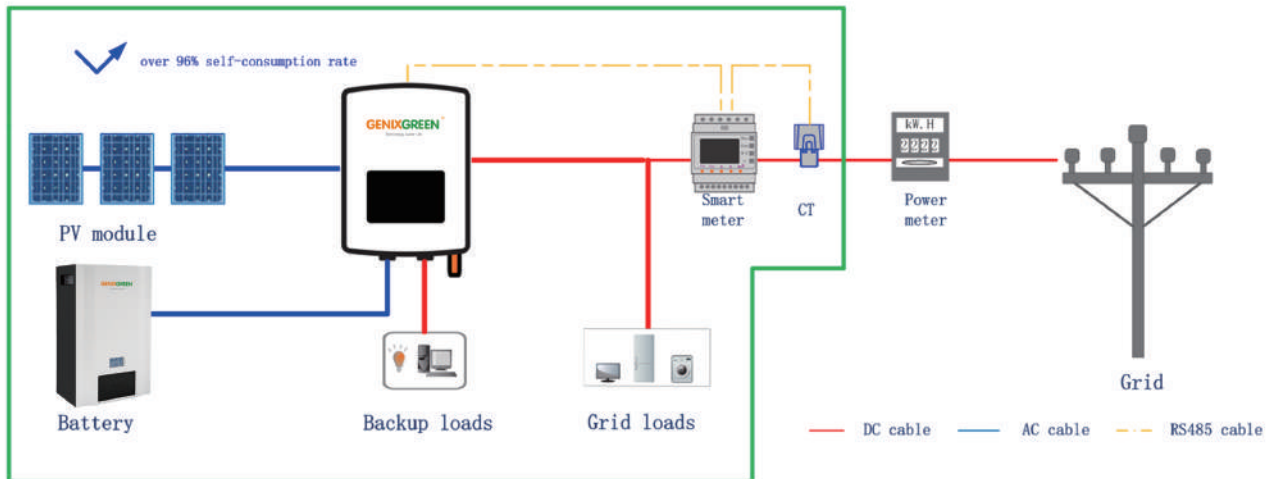 over 96% self-consumption rate
GENIXGREEN
kW.H
2222
PV module
Smart
meter
CT
Power
meter
GENIXGREEN
Battery
Backup loads
Grid loads
Grid
DC cable
AC cable
RS485 cable